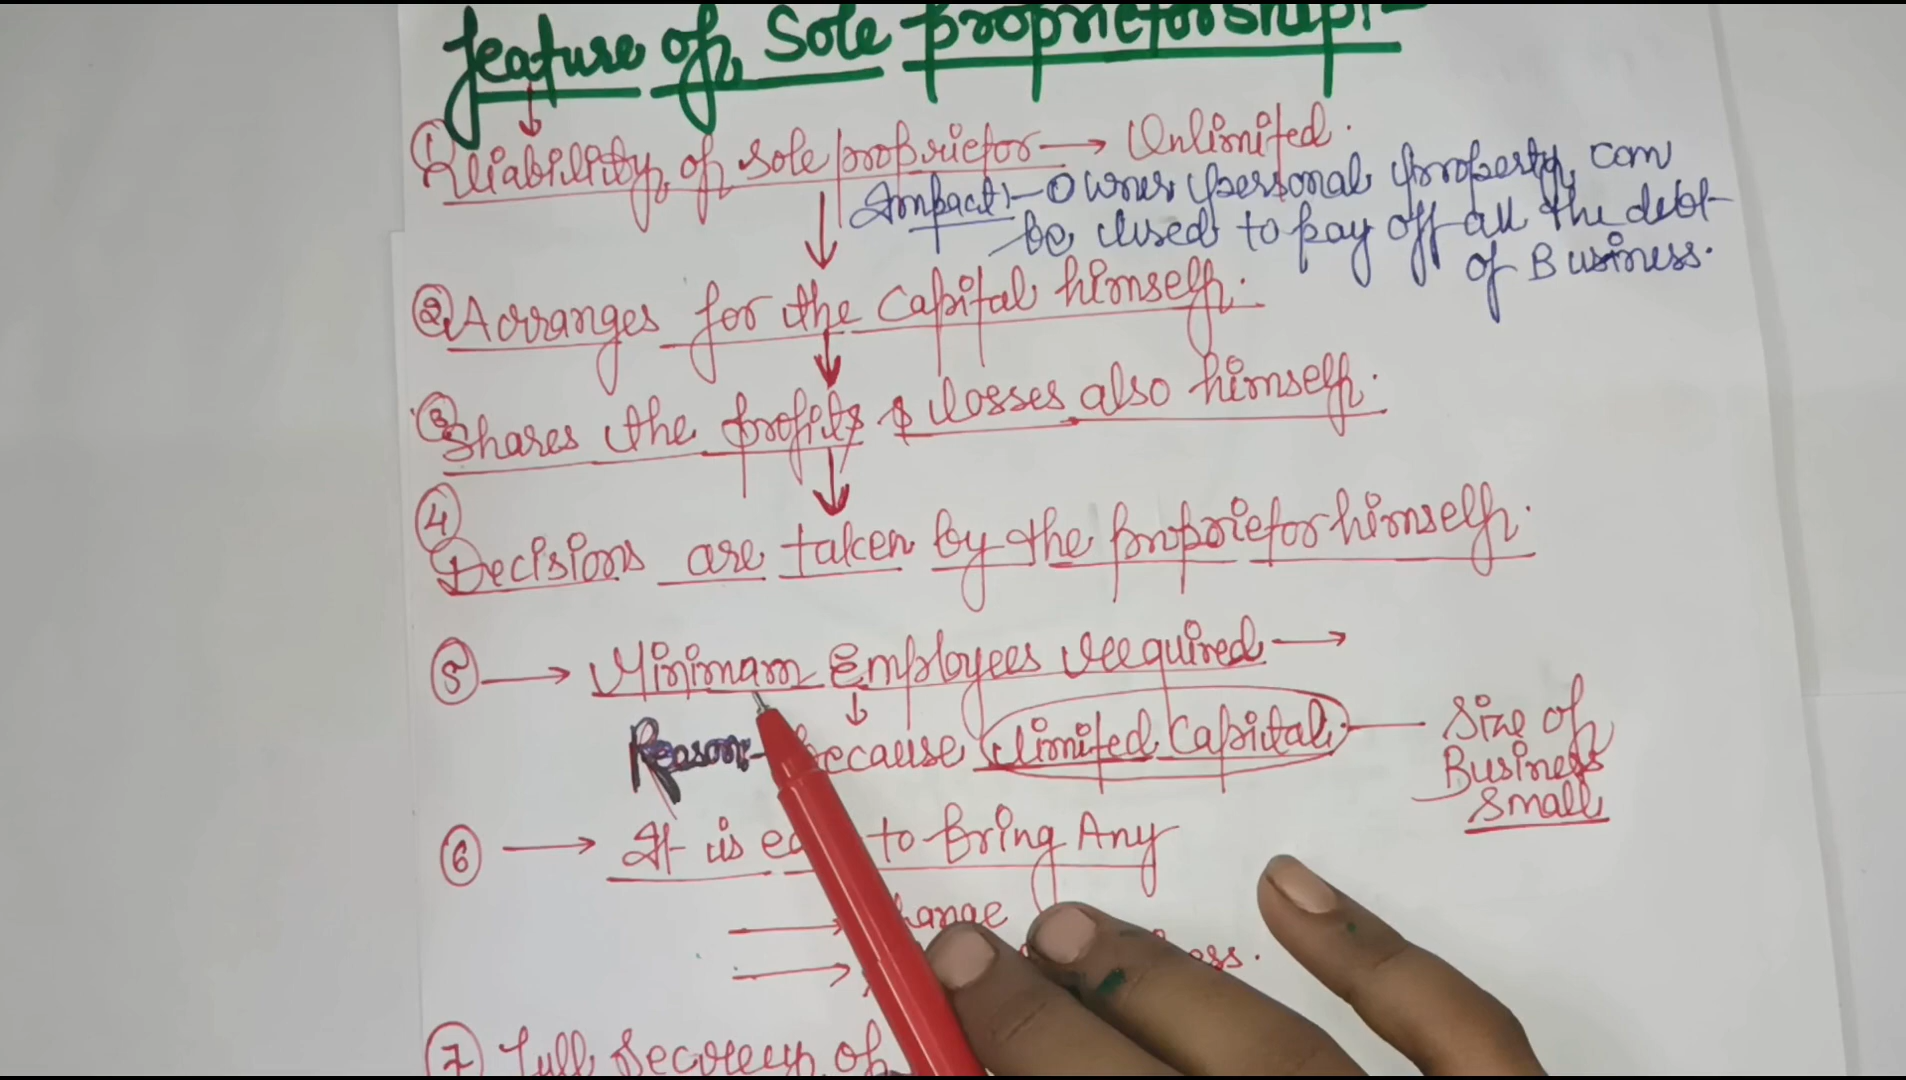 feature of Sole proprietorship:-
① Reliability of sole proprietor → Unlimited.
Impact:- Owner personal property can
be used to pay off all the debt
of Business.
② Arranges for the capital himself.
③ Shares the profits & losses also himself.
④
Decisions are taken by the proprietor himself.
⑤ → Minimam Employees reequired →
↓
Reason- because limited capital. — Size of
Business
Small
⑥ → It is to bring Any
→
→
⑦ full Secrecy of